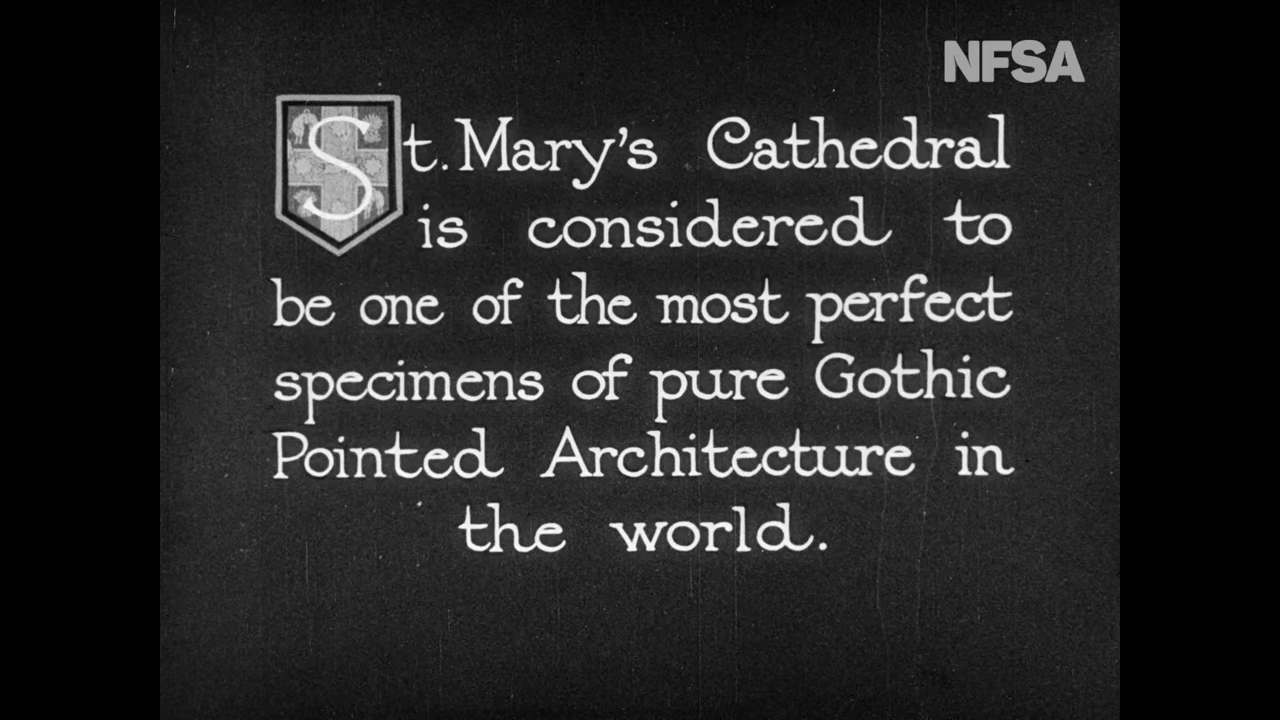 NFSA
St. Mary's Cathedral
is considered to
be one of the most perfect
specimens of pure Gothic
Pointed Architecture in
the world.